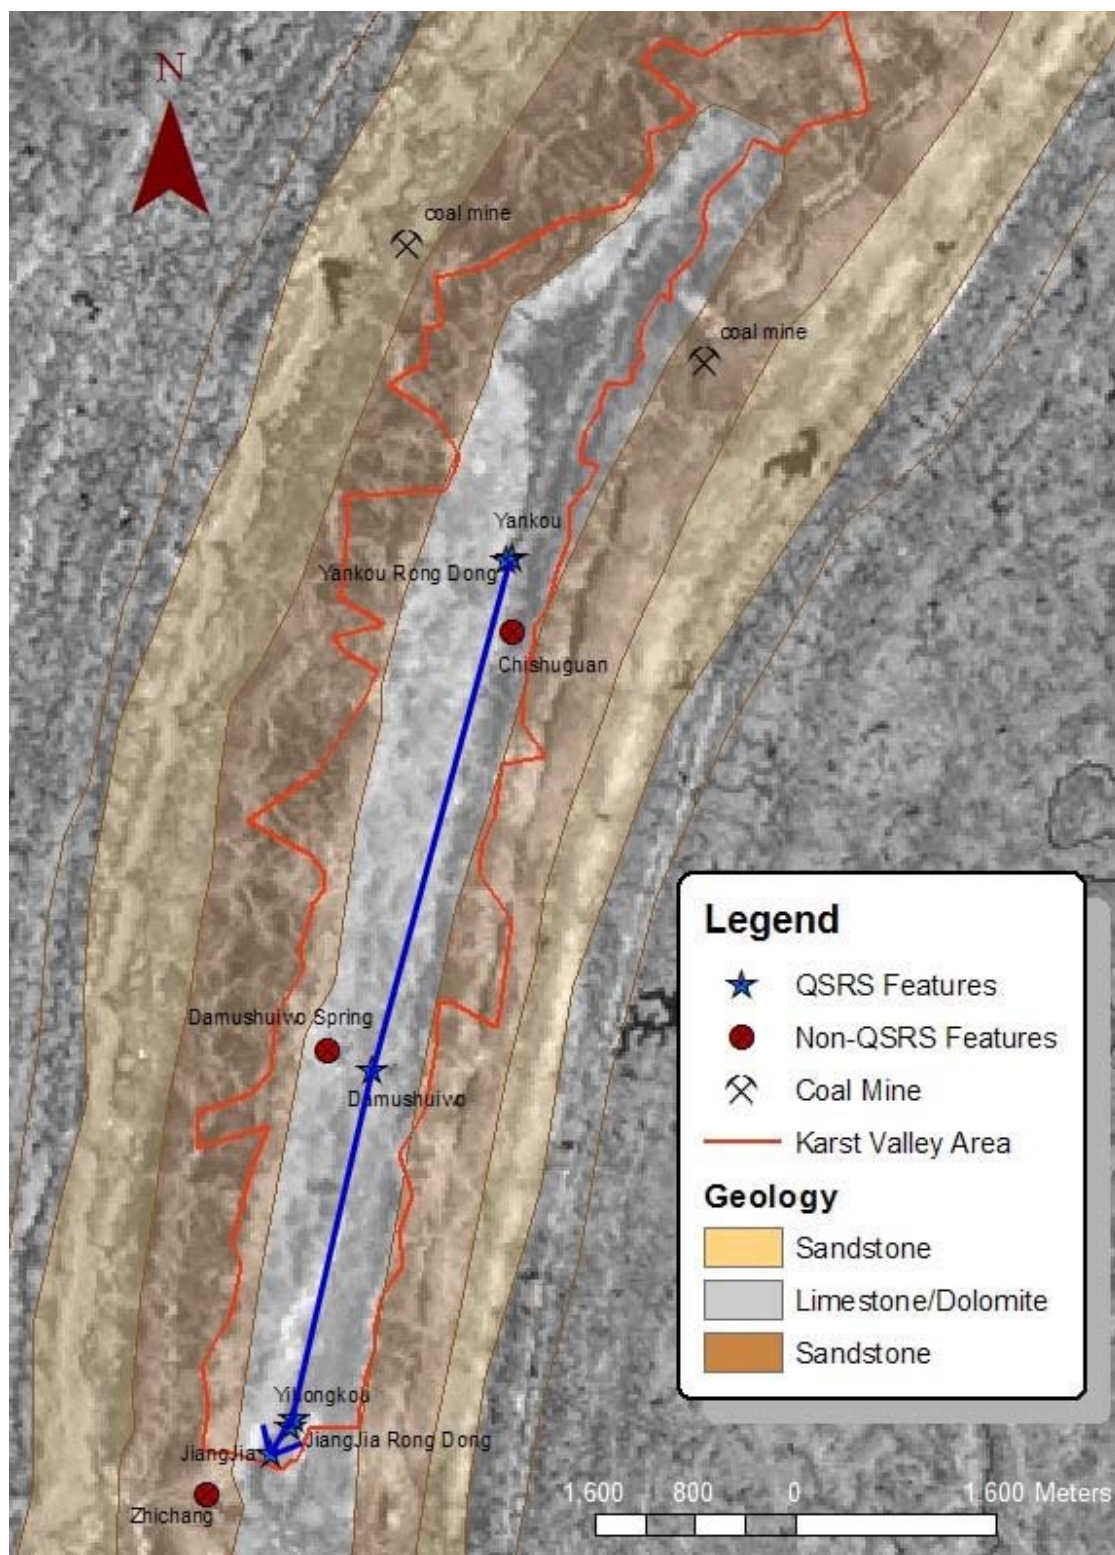 N
coal mine
coal mine
Yankou
Yankou Rong Dong
Chishuguan
Damushuiwo Spring
Damushuiwo
JiangJia Rong Dong
JiangJia
Zhichang
Legend
QSRS Features
Non-QSRS Features
Coal Mine
Karst Valley Area
Geology
Sandstone
Limestone/Dolomite
Sandstone
1,600 800 0 1,600 Meters